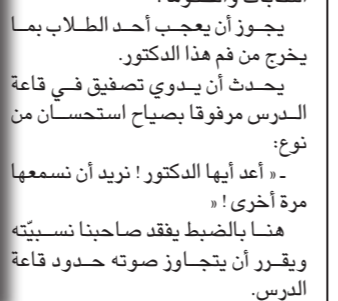 يجوز أن يعجب أحد الطلاب بما
يخرج من فم هذا الدكتور.
يحدث أن يدوي تصفيق في قاعة
الدرس مرفوقا بصياح استحسان من
نوع:
ـ « أعد أيها الدكتور ! نريد أن نسمعها
مرة أخرى ! «
هنا بالضبط يفقد صاحبنا نسبيّته
ويقرر أن يتجاوز صوته حدود قاعة
الدرس.